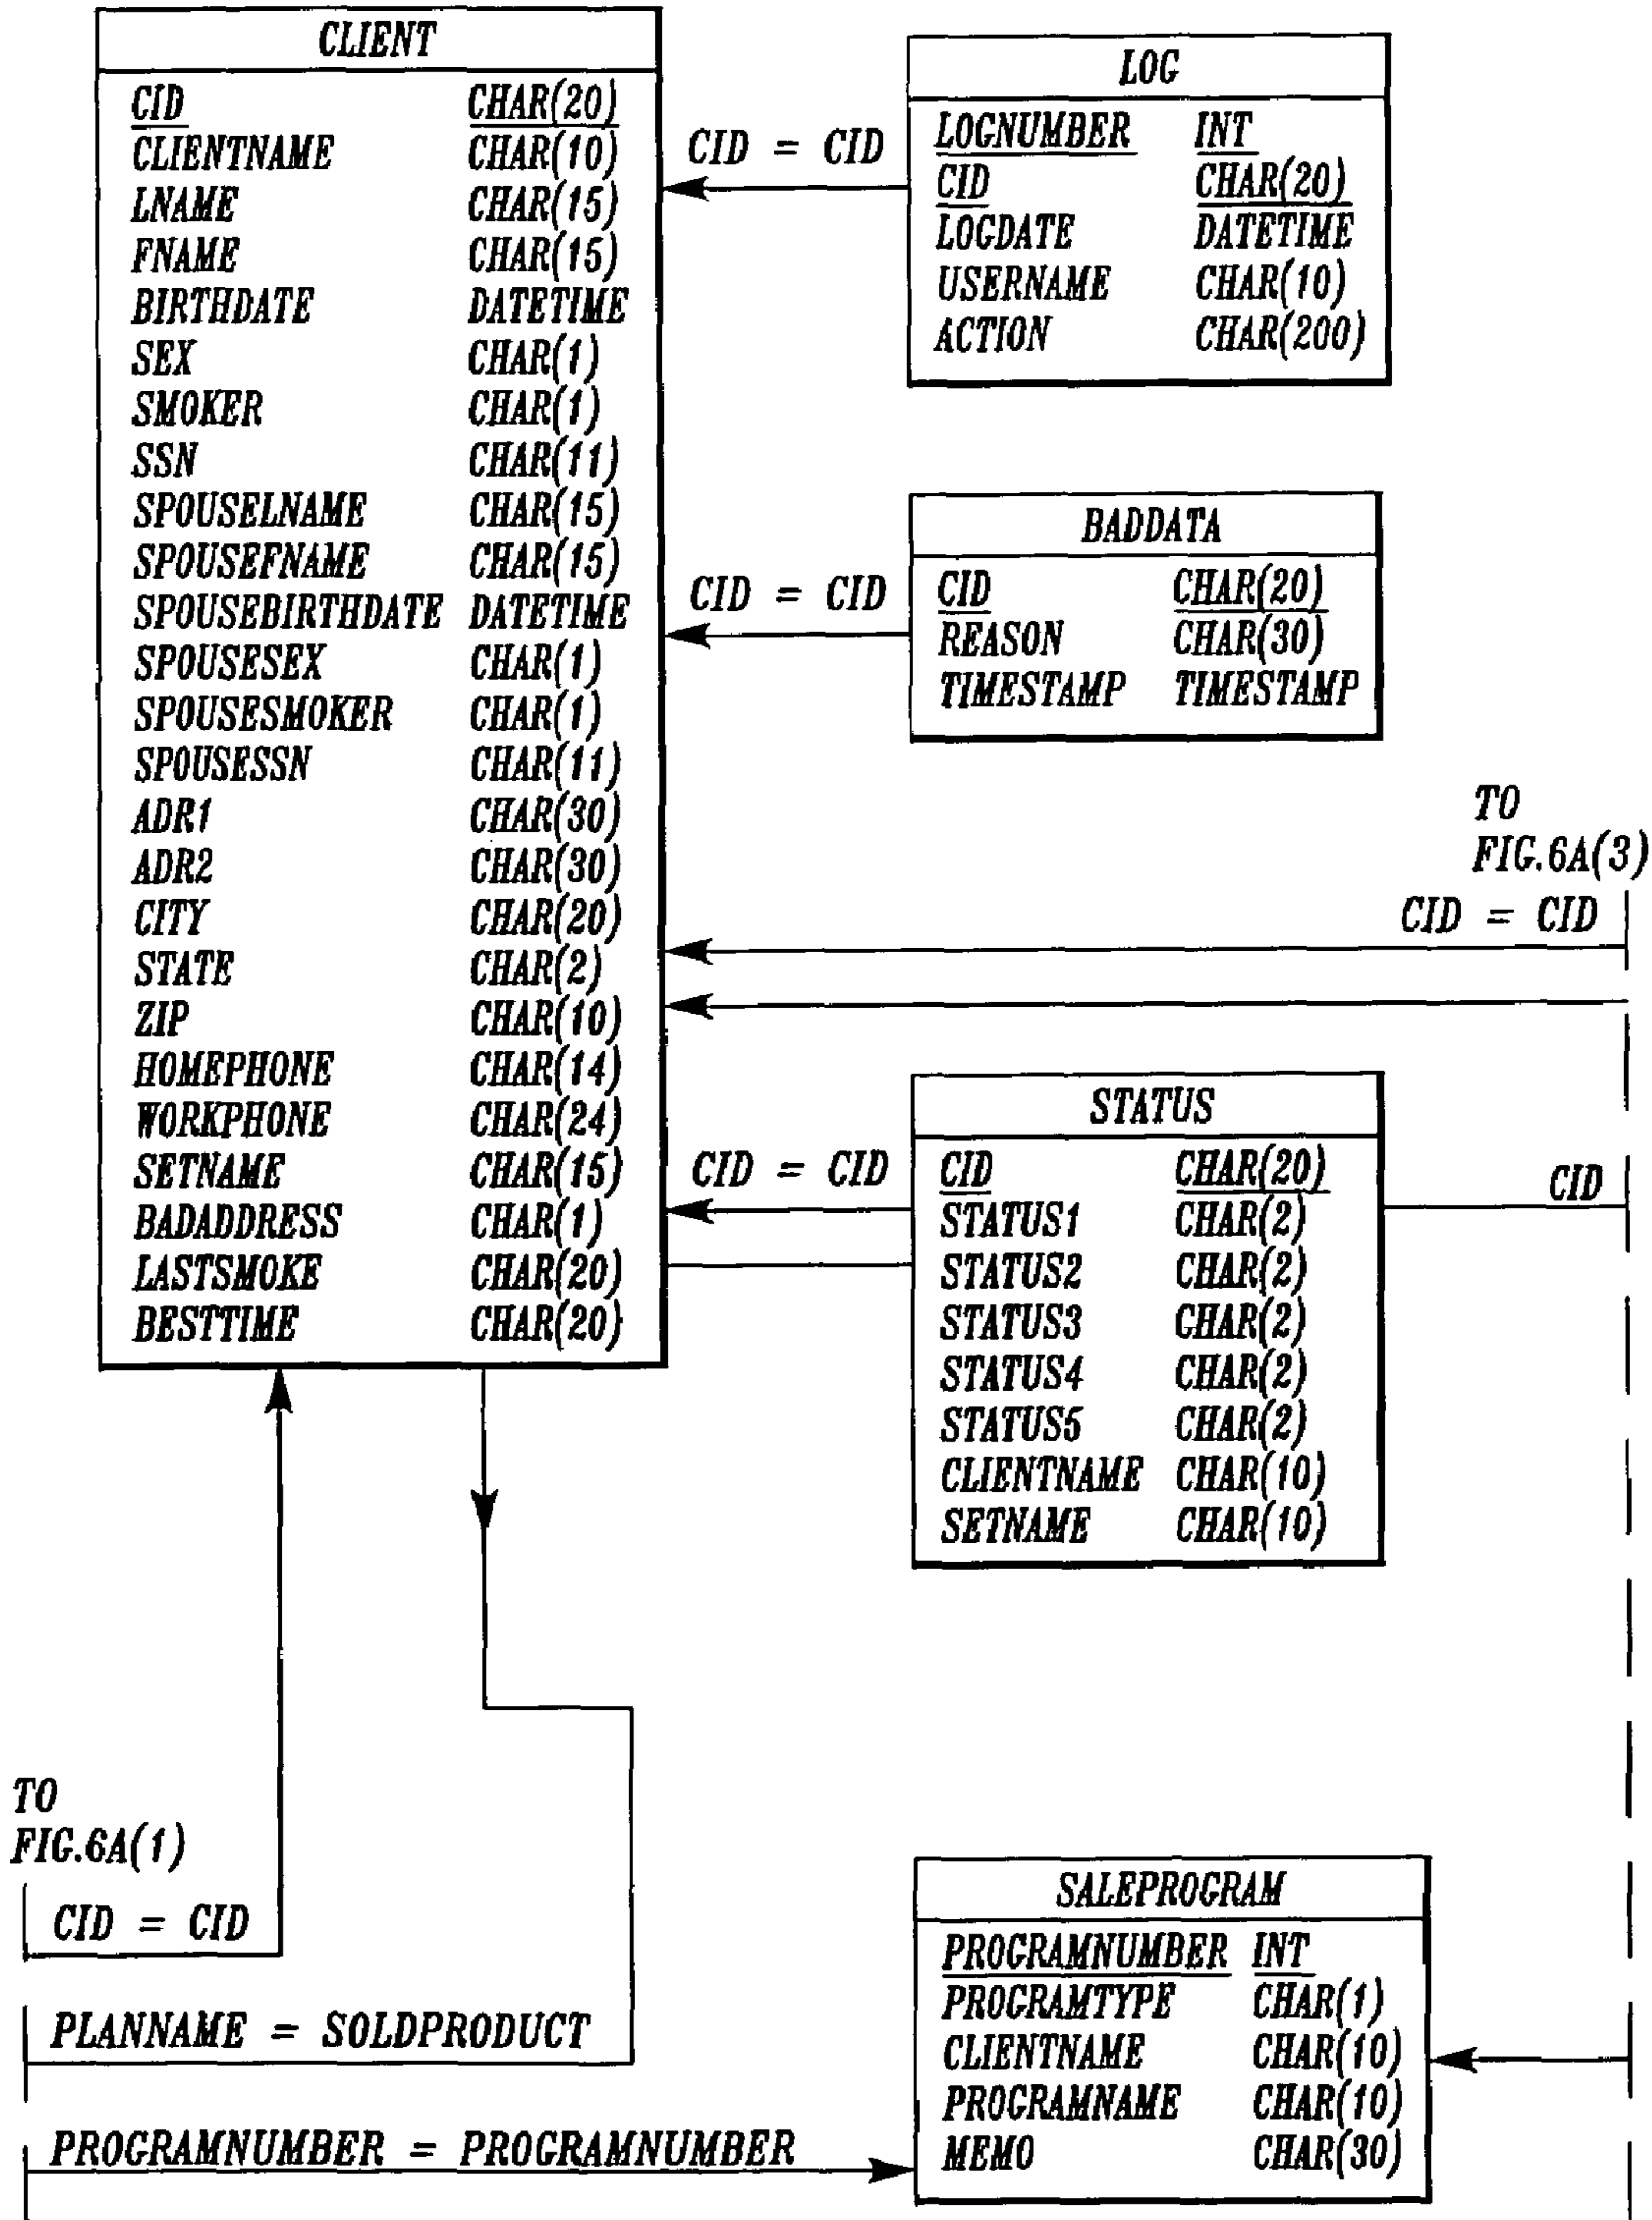 CLIENT
CID CHAR(20)
CLIENTNAME CHAR(10)
LNAME CHAR(15)
FNAME CHAR(15)
BIRTHDATE DATETIME
SEX CHAR(1)
SMOKER CHAR(1)
SSN CHAR(11)
SPOUSELNAME CHAR(15)
SPOUSEFNAME CHAR(15)
SPOUSEBIRTHDATE DATETIME
SPOUSESEX CHAR(1)
SPOUSESMOKER CHAR(1)
SPOUSESSN CHAR(11)
ADR1 CHAR(30)
ADR2 CHAR(30)
CITY CHAR(20)
STATE CHAR(2)
ZIP CHAR(10)
HOMEPHONE CHAR(14)
WORKPHONE CHAR(24)
SETNAME CHAR(15)
BADADDRESS CHAR(1)
LASTSMOKE CHAR(20)
BESTTIME CHAR(20)
CID = CID
LOG
LOGNUMBER INT
CID CHAR(20)
LOGDATE DATETIME
USERNAME CHAR(10)
ACTION CHAR(200)
CID = CID
BADDATA
CID CHAR(20)
REASON CHAR(30)
TIMESTAMP TIMESTAMP
TO
FIG.6A(3)
CID = CID
CID = CID
STATUS
CID CHAR(20)
STATUS1 CHAR(2)
STATUS2 CHAR(2)
STATUS3 GHAR(2)
STATUS4 CHAR(2)
STATUS5 CHAR(2)
CLIENTNAME CHAR(10)
SETNAME CHAR(10)
CID
TO
FIG.6A(1)
CID = CID
PLANNAME = SOLDPRODUCT
PROGRAMNUMBER = PROGRAMNUMBER
SALEPROGRAM
PROGRAMNUMBER INT
PROGRAMTYPE CHAR(1)
CLIENTNAME CHAR(10)
PROGRAMNAME CHAR(10)
MEMO CHAR(30)